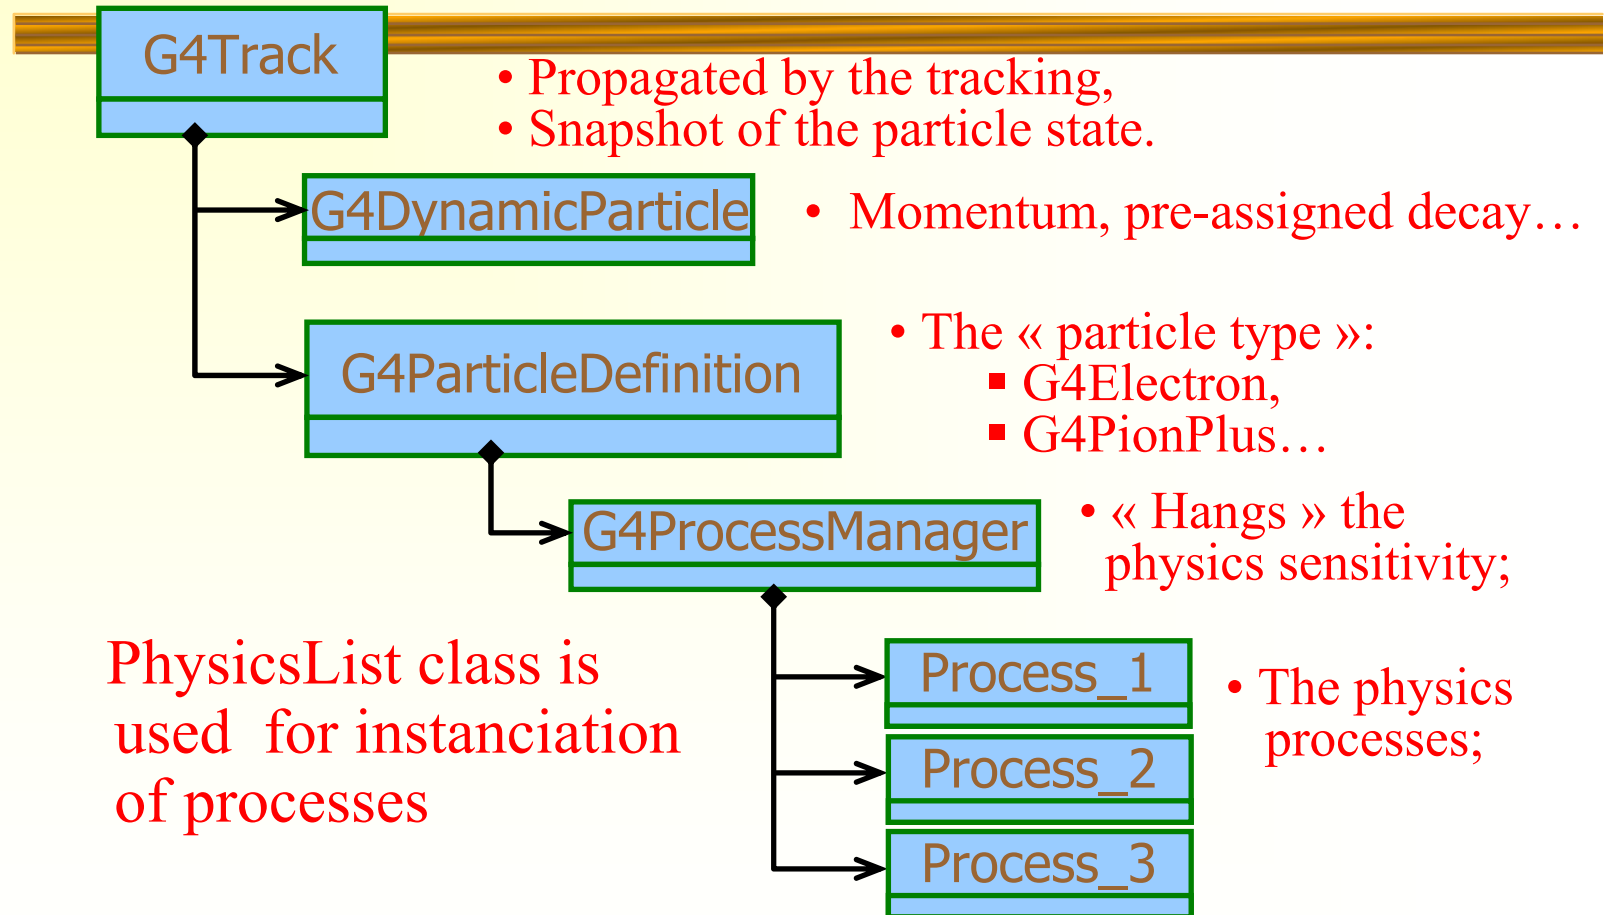 G4Track
• Propagated by the tracking,
• Snapshot of the particle state.
G4DynamicParticle
• Momentum, pre-assigned decay…
G4ParticleDefinition
• The « particle type »:
▪ G4Electron,
▪ G4PionPlus…
G4ProcessManager
• « Hangs » the
physics sensitivity;
PhysicsList class is
used for instanciation
of processes
Process_1
• The physics
processes;
Process_2
Process_3